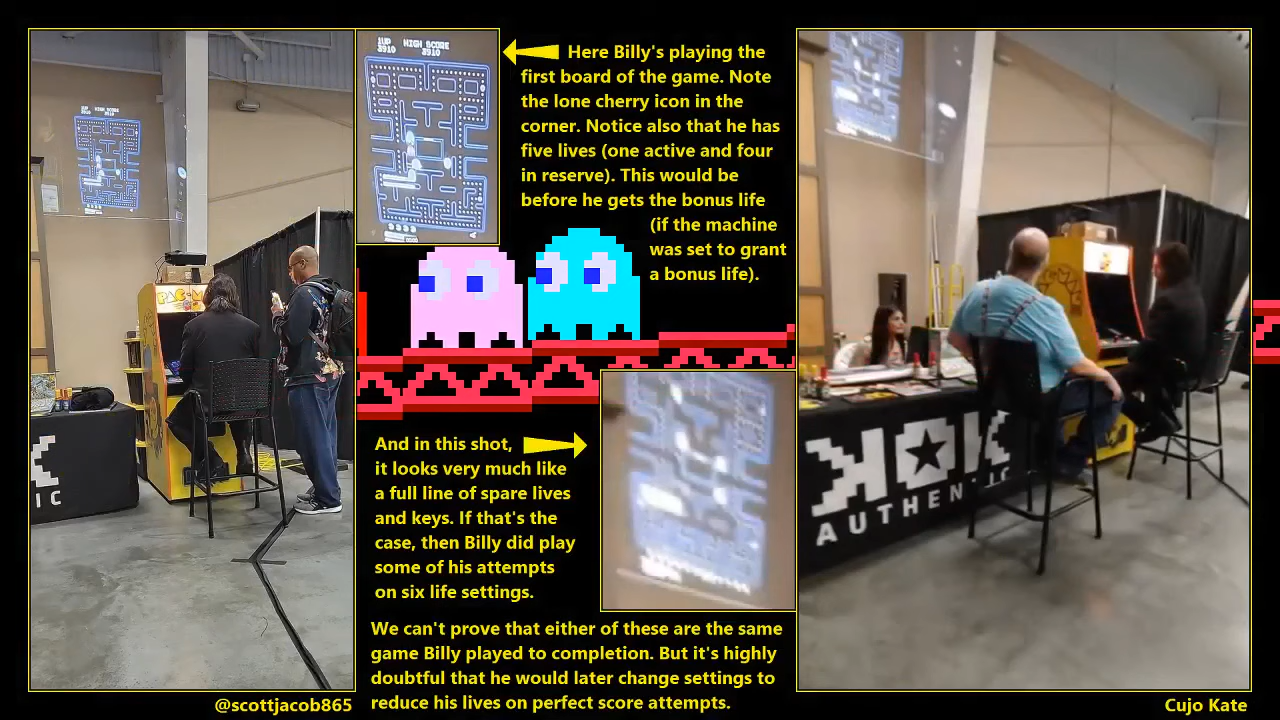 1UP HIGH SCORE
3910 3910
Here Billy's playing the
first board of the game. Note
the lone cherry icon in the
corner. Notice also that he has
five lives (one active and four
in reserve). This would be
before he gets the bonus life
(if the machine
was set to grant
a bonus life).
PAC-MAN
KOK
AUTHENTIC
IC
And in this shot,
it looks very much like
a full line of spare lives
and keys. If that's the
case, then Billy did play
some of his attempts
on six life settings.
We can't prove that either of these are the same
game Billy played to completion. But it's highly
doubtful that he would later change settings to
reduce his lives on perfect score attempts.
@scottjacob865
Cujo Kate